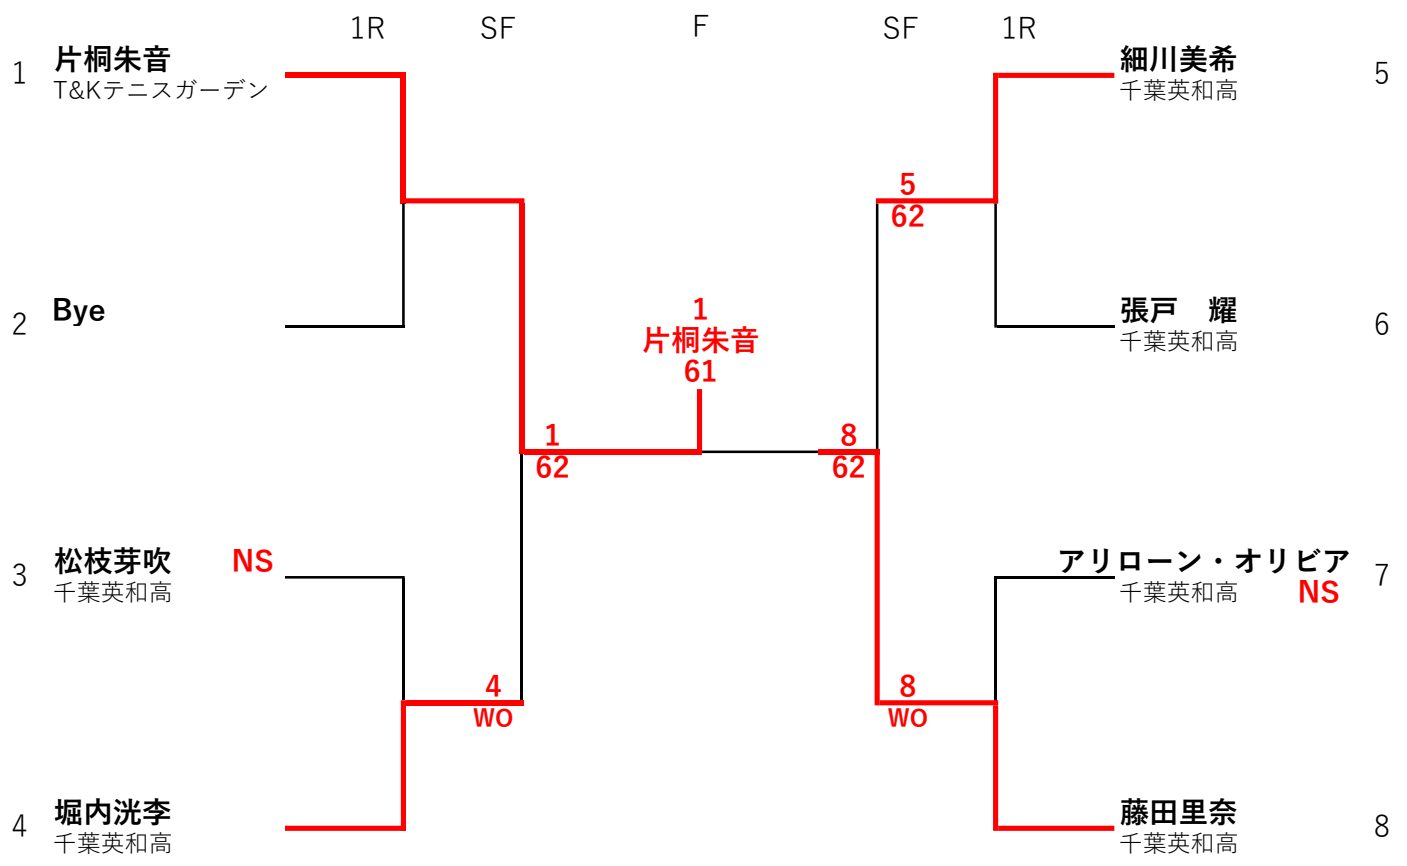 1R
SF
F
SF
1R
1
片桐朱音
T&Kテニスガーデン
2
Bye
3
松枝芽吹 NS
千葉英和高
4
堀内洸李
千葉英和高
4
WO
1
62
1
片桐朱音
61
8
62
5
62
8
WO
細川美希
5
千葉英和高
張戸　耀
6
千葉英和高
アリローン・オリビア
7
千葉英和高 NS
藤田里奈
8
千葉英和高